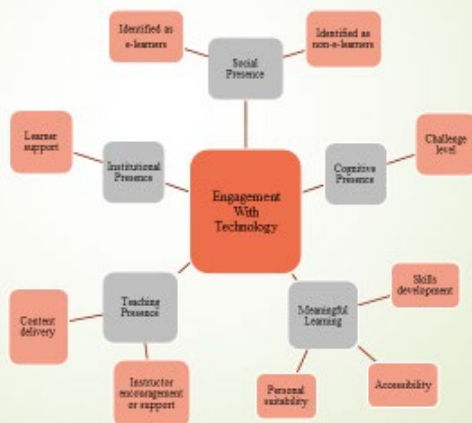 Identified as
e-learners
Identified as
non-e-learners
Social
Presence
Learner
support
Institutional
Presence
Engagement
With
Technology
Cognitive
Presence
Challenge
level
Teaching
Presence
Meaningful
Learning
Skills
development
Content
delivery
Instructor
encouragement
or support
Personal
suitability
Accessibility